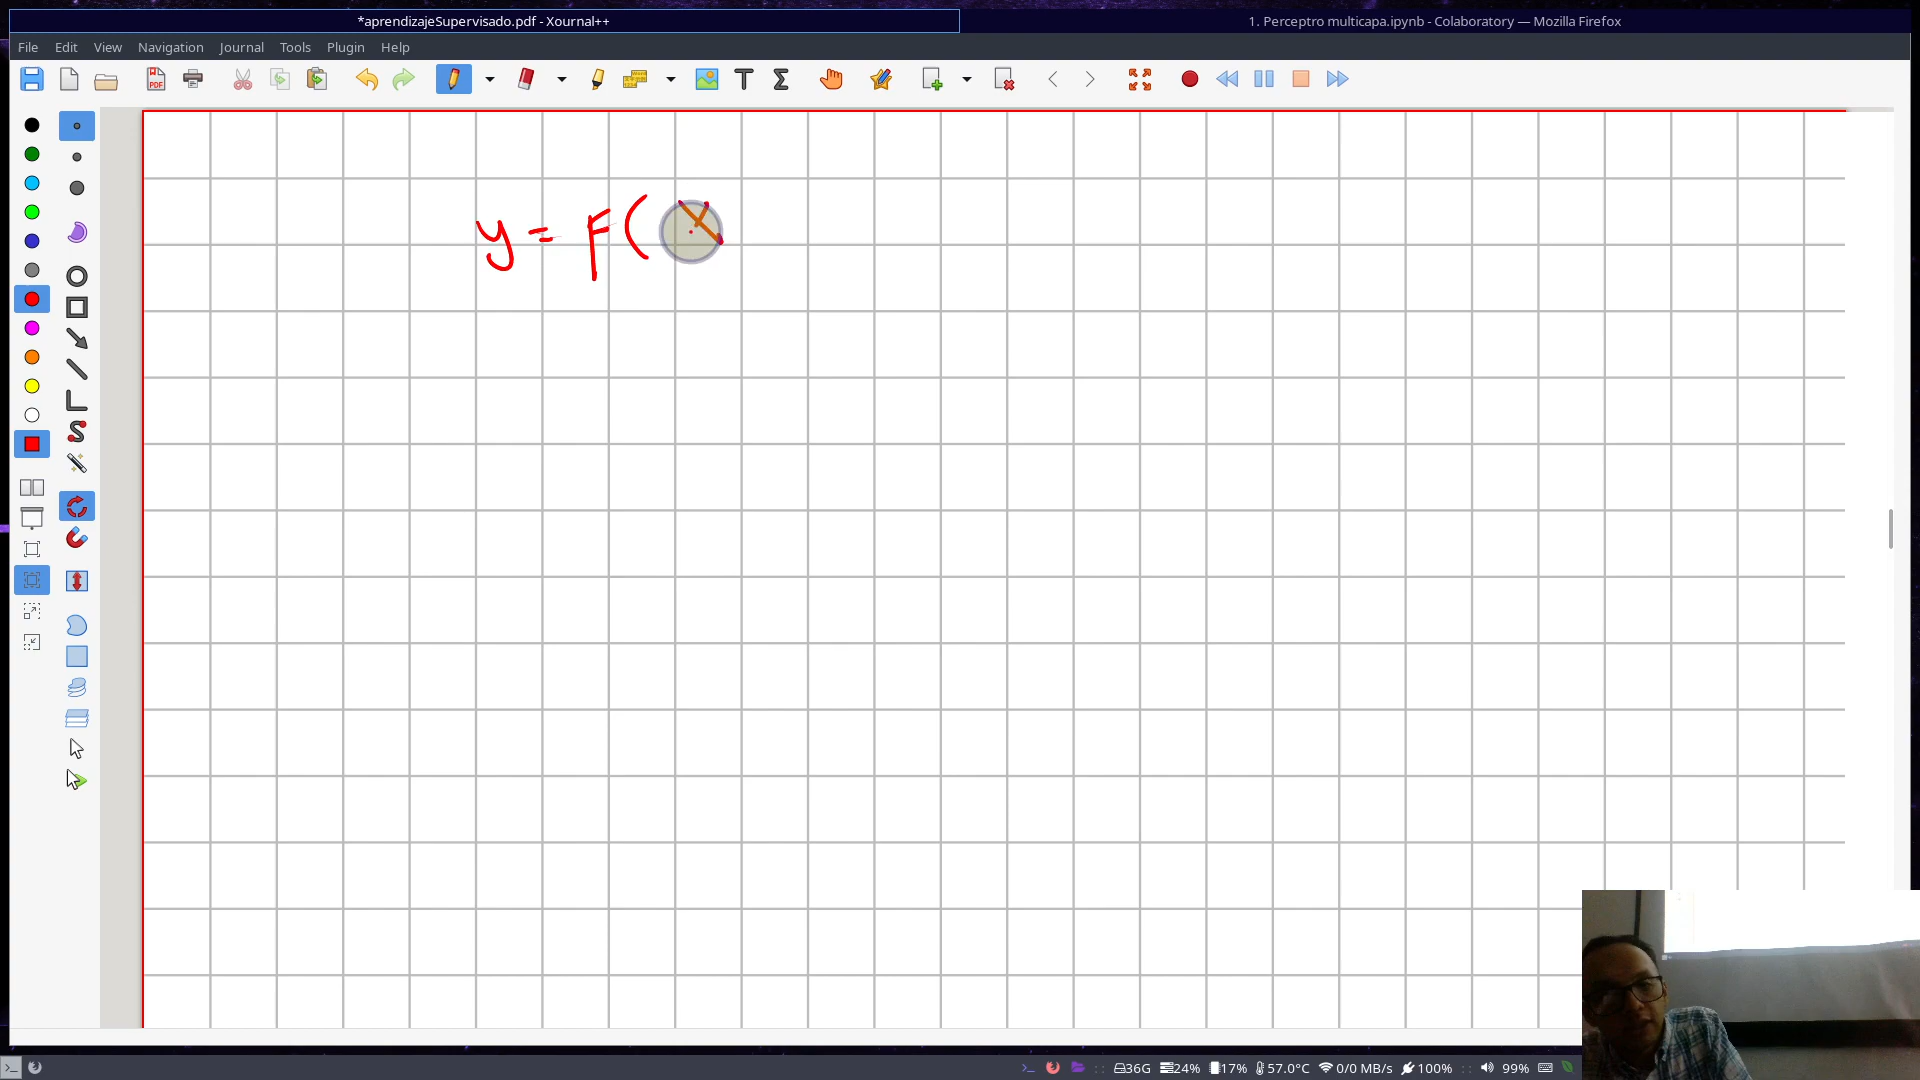 *aprendizajeSupervisado.pdf - Xournal++
1. Perceptro multicapa.ipynb - Colaboratory — Mozilla Firefox
File Edit View Navigation Journal Tools Plugin Help
y = F( x
36G 24% 17% 57.0°C 0/0 MB/s 100% 99%